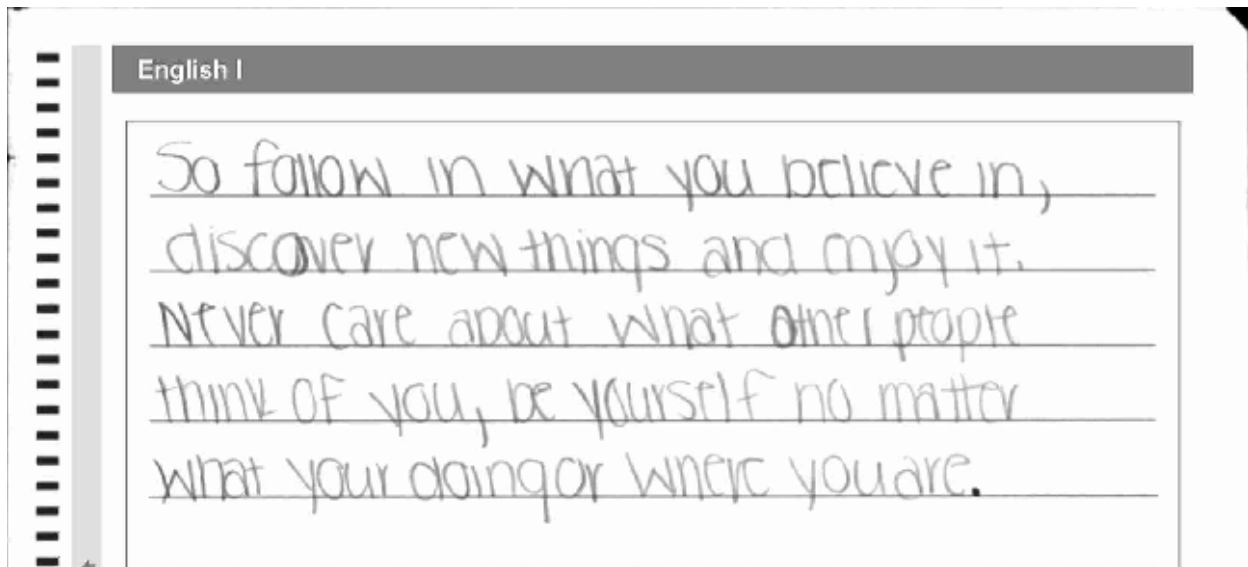 English I
So follow in what you believe in,
discover new things and enjoy it.
Never care about what other people
think of you, be yourself no matter
what your doing or where you are.